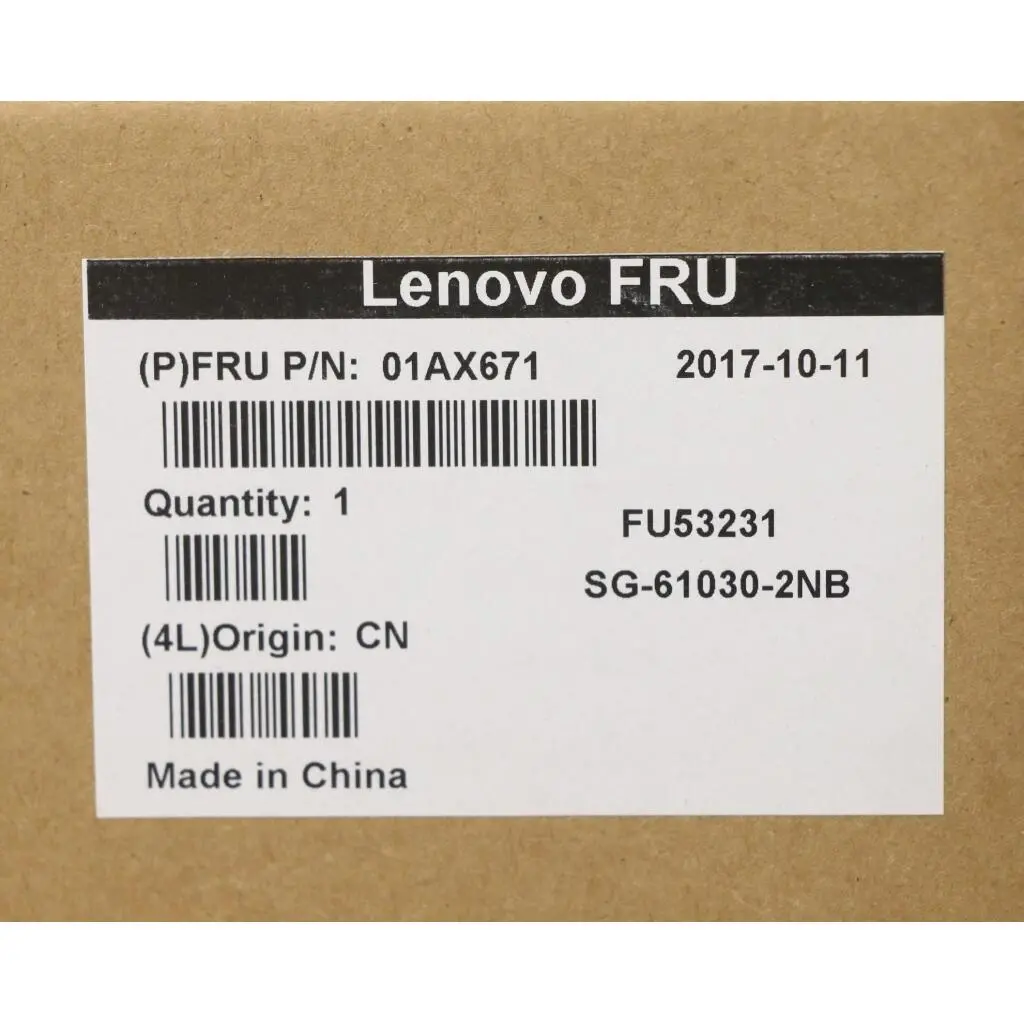 Lenovo FRU
(P)FRU P/N: 01AX671
2017-10-11
Quantity: 1
FU53231
SG-61030-2NB
(4L)Origin: CN
Made in China